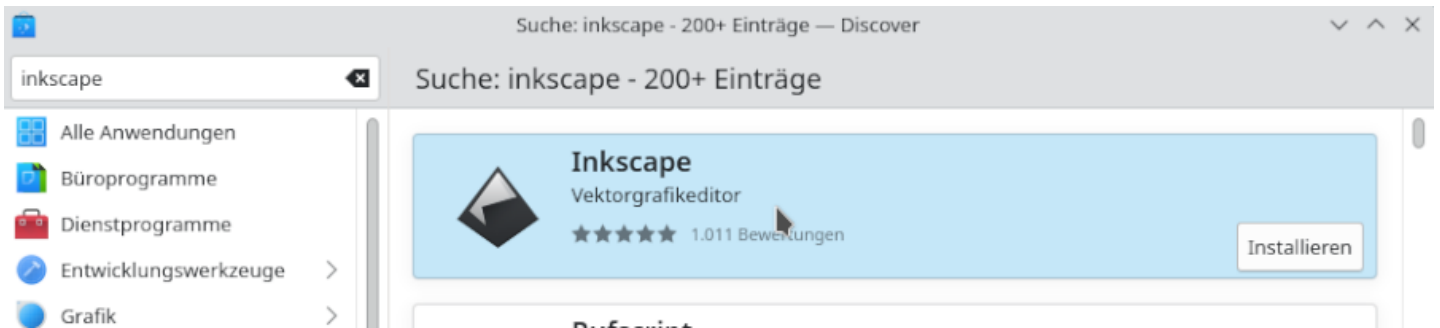 Suche: inkscape - 200+ Einträge — Discover
inkscape
Suche: inkscape - 200+ Einträge
Alle Anwendungen
Büroprogramme
Dienstprogramme
Entwicklungswerkzeuge
Grafik
Inkscape
Vektorgrafikeditor
1.011 Bewertungen
Installieren